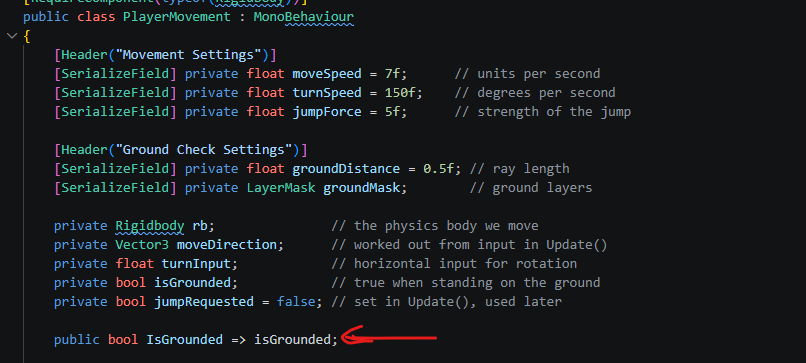 [RequireComponent(typeof(Rigidbody))]
public class PlayerMovement : MonoBehaviour
{
[Header("Movement Settings")]
[SerializeField] private float moveSpeed = 7f; // units per second
[SerializeField] private float turnSpeed = 150f; // degrees per second
[SerializeField] private float jumpForce = 5f; // strength of the jump
[Header("Ground Check Settings")]
[SerializeField] private float groundDistance = 0.5f; // ray length
[SerializeField] private LayerMask groundMask; // ground layers
private Rigidbody rb; // the physics body we move
private Vector3 moveDirection; // worked out from input in Update()
private float turnInput; // horizontal input for rotation
private bool isGrounded; // true when standing on the ground
private bool jumpRequested = false; // set in Update(), used later
public bool IsGrounded => isGrounded;